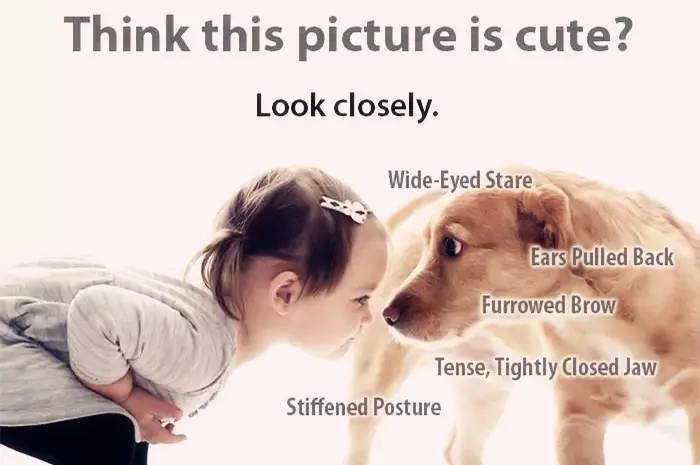 Think this picture is cute?
Look closely.
Wide-Eyed Stare
Ears Pulled Back
Furrowed Brow
Tense, Tightly Closed Jaw
Stiffened Posture